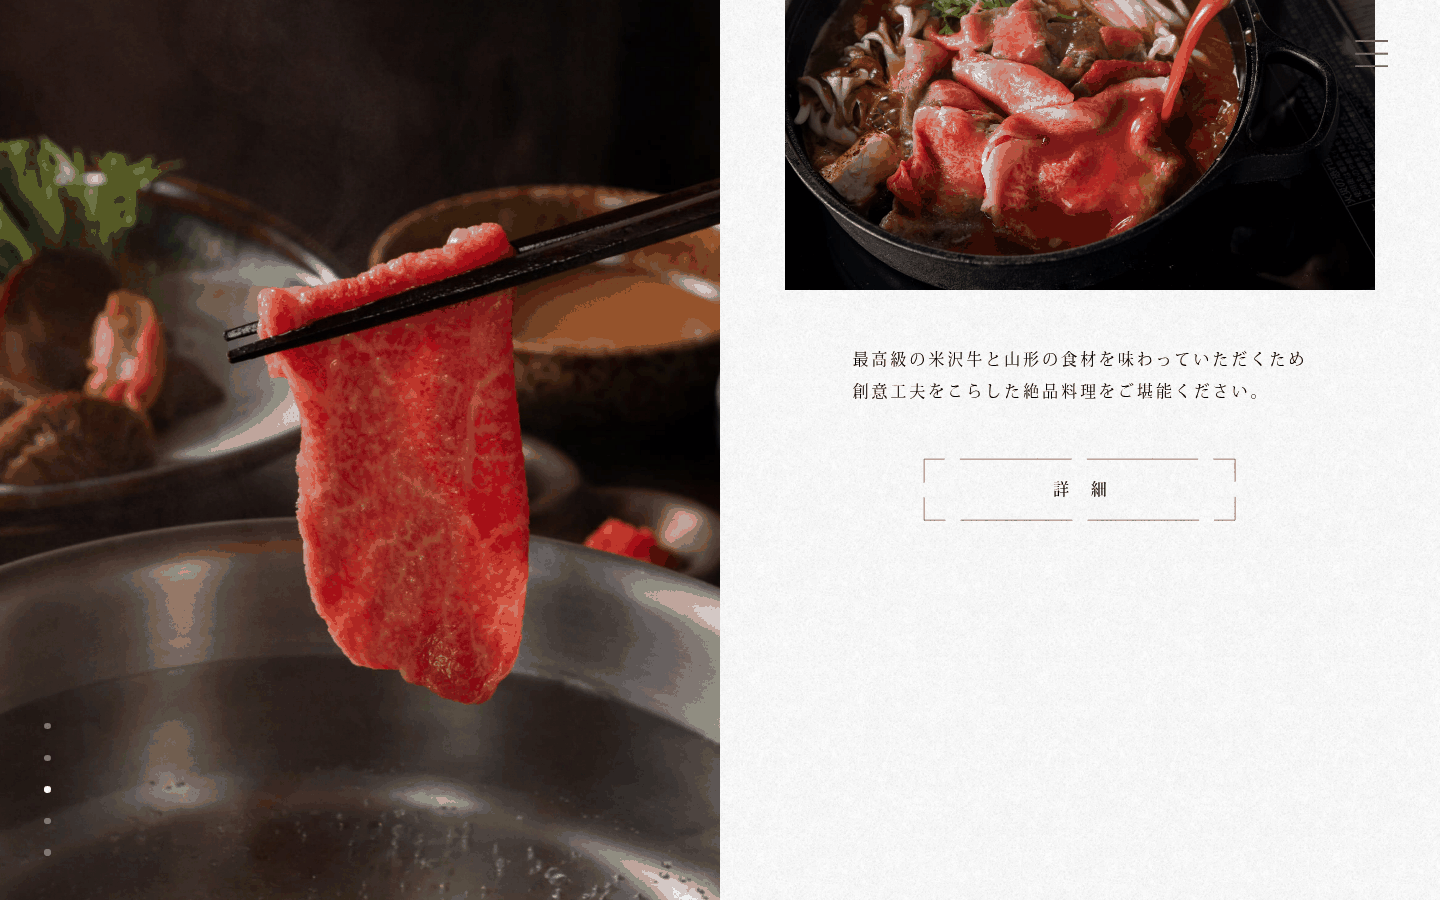 最高級の米沢牛と山形の食材を味わっていただくため
創意工夫をこらした絶品料理をご堪能ください。
詳 細